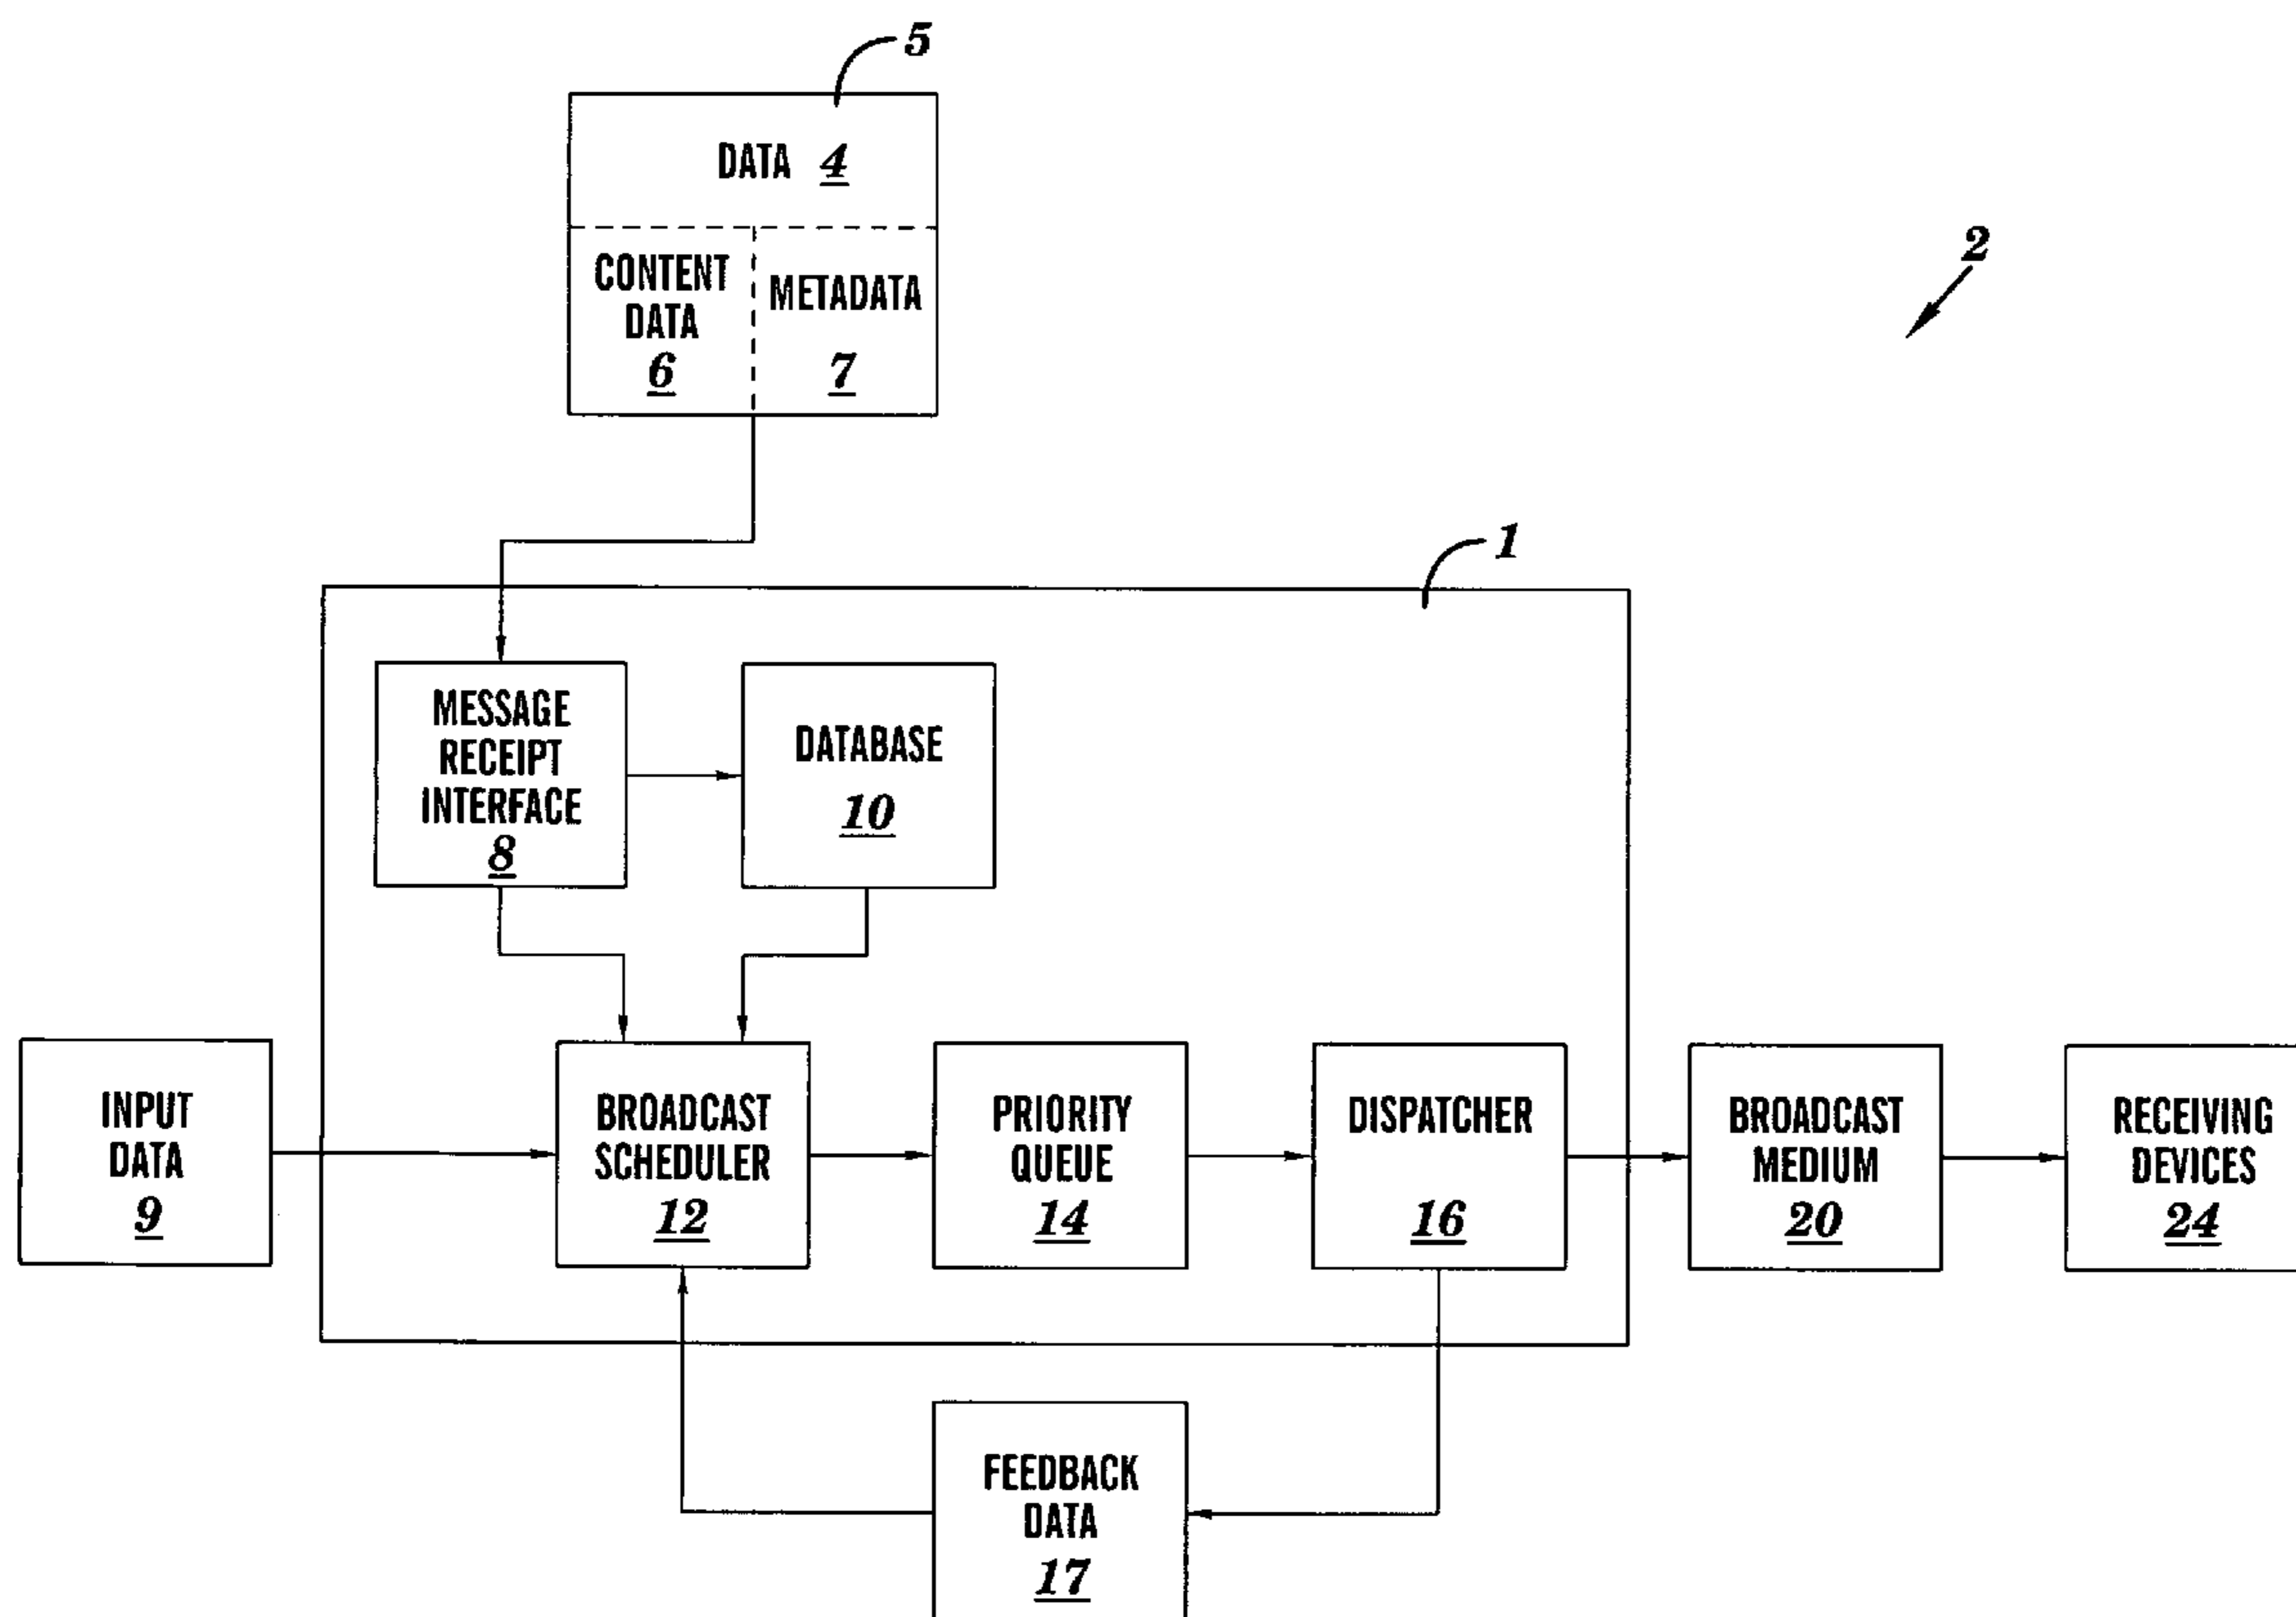 5
DATA 4
CONTENT
DATA
6
METADATA
7
2
1
MESSAGE
RECEIPT
INTERFACE
8
DATABASE
10
INPUT
DATA
9
BROADCAST
SCHEDULER
12
PRIORITY
QUEUE
14
DISPATCHER
16
BROADCAST
MEDIUM
20
RECEIVING
DEVICES
24
FEEDBACK
DATA
17